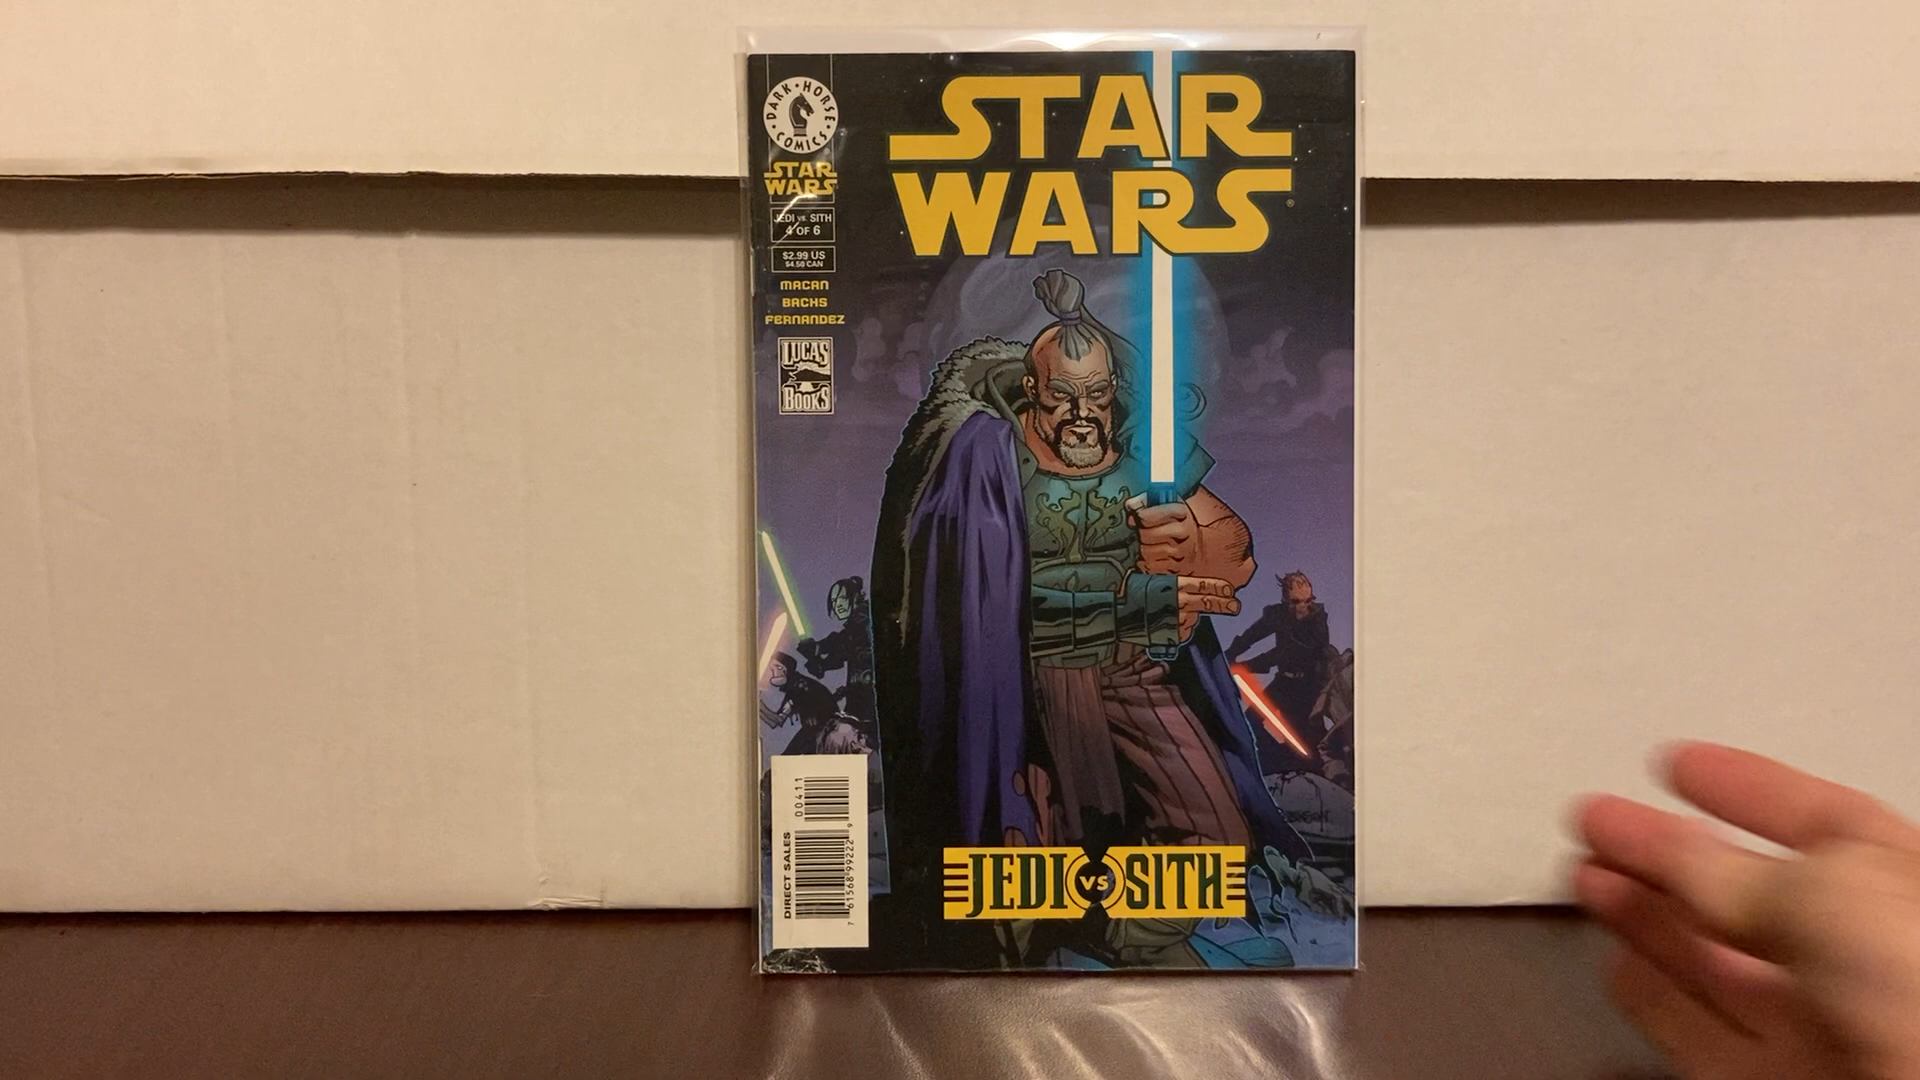 DARK HORSE COMICS
STAR
WARS
JEDI vs. SITH
4 OF 6
$2.99 US
$4.50 CAN
MACAN
BACHS
FERNANDEZ
LUCAS
BOOKS
STAR
WARS
®
00411
DIRECT SALES
7 61568 99222 9
JEDI VS SITH